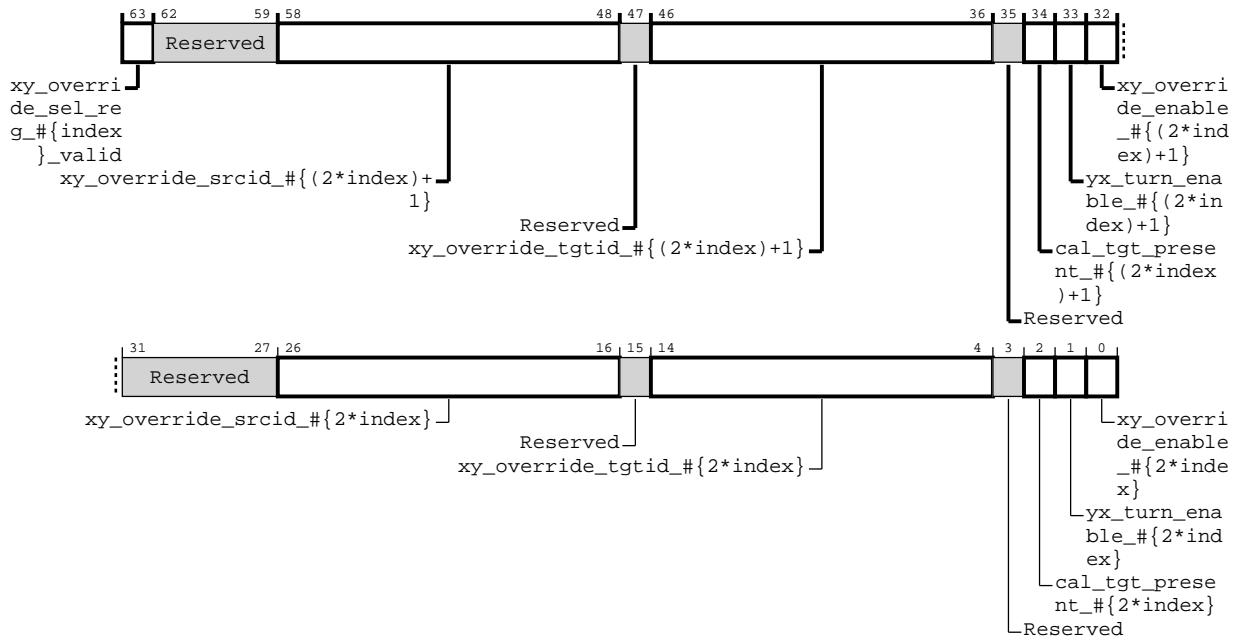 63 62 59 58 48 47 46 36 35 34 33 32
Reserved
xy_overri
de_sel_re
g_#{index
}_valid
xy_override_srcid_#{(2*index)+
1}
Reserved
xy_override_tgtid_#{(2*index)+1}
xy_overri
de_enable
_#{(2*ind
ex)+1}
yx_turn_ena
ble_#{(2*in
dex)+1}
cal_tgt_prese
nt_#{(2*index
)+1}
Reserved
31 27 26 16 15 14 4 3 2 1 0
Reserved
xy_override_srcid_#{2*index}
Reserved
xy_override_tgtid_#{2*index}
xy_overri
de_enable
_#{2*inde
x}
yx_turn_ena
ble_#{2*ind
ex}
cal_tgt_prese
nt_#{2*index}
Reserved